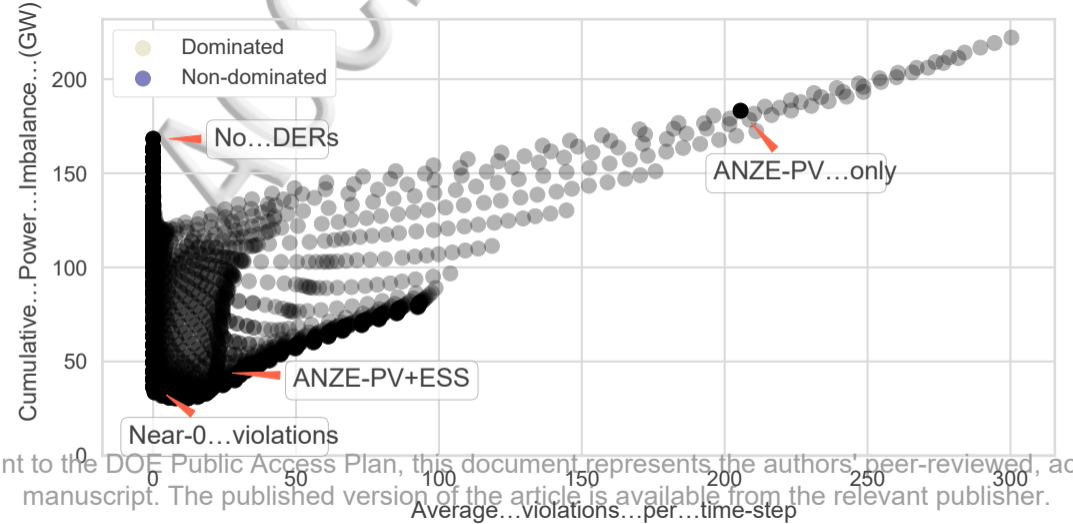 Cumulative…Power…Imbalance…(GW)
Dominated
Non-dominated
200
150
100
50
0
No…DERs
ANZE-PV…only
ANZE-PV+ESS
Near-0…violations
nt to the DOE Public Access Plan, this document represents the authors' peer-reviewed, ac
0 50 100 150 200 250 300
manuscript. The published version of the article is available from the relevant publisher.
Average…violations…per…time-step